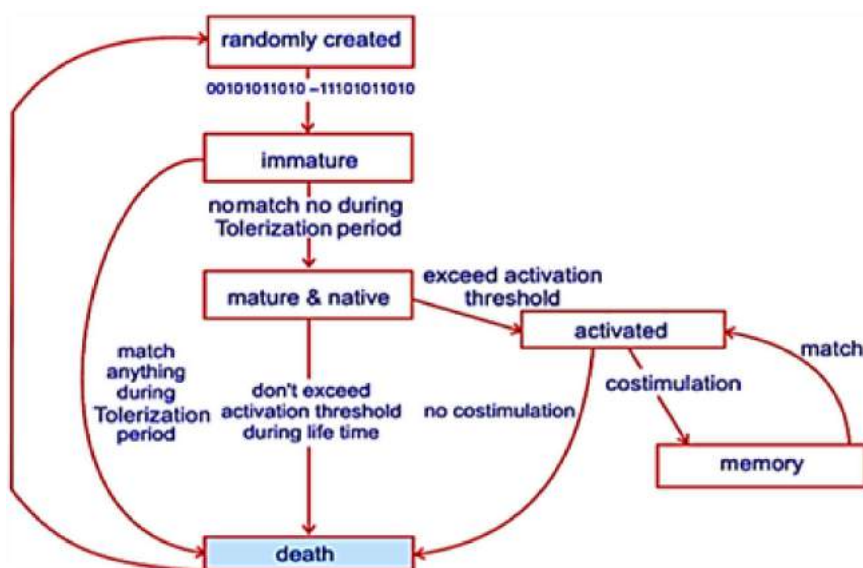 randomly created
00101011010 –11101011010
immature
nomatch no during
Tolerization period
mature & native
exceed activation
threshold
activated
match
match
anything
during
Tolerization
period
don't exceed
activation threshold
during life time
no costimulation
costimulation
memory
death